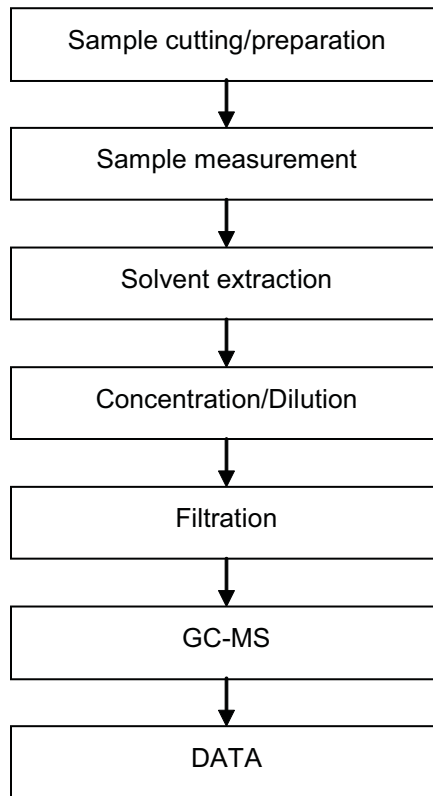 Sample cutting/preparation
Sample measurement
Solvent extraction
Concentration/Dilution
Filtration
GC-MS
DATA